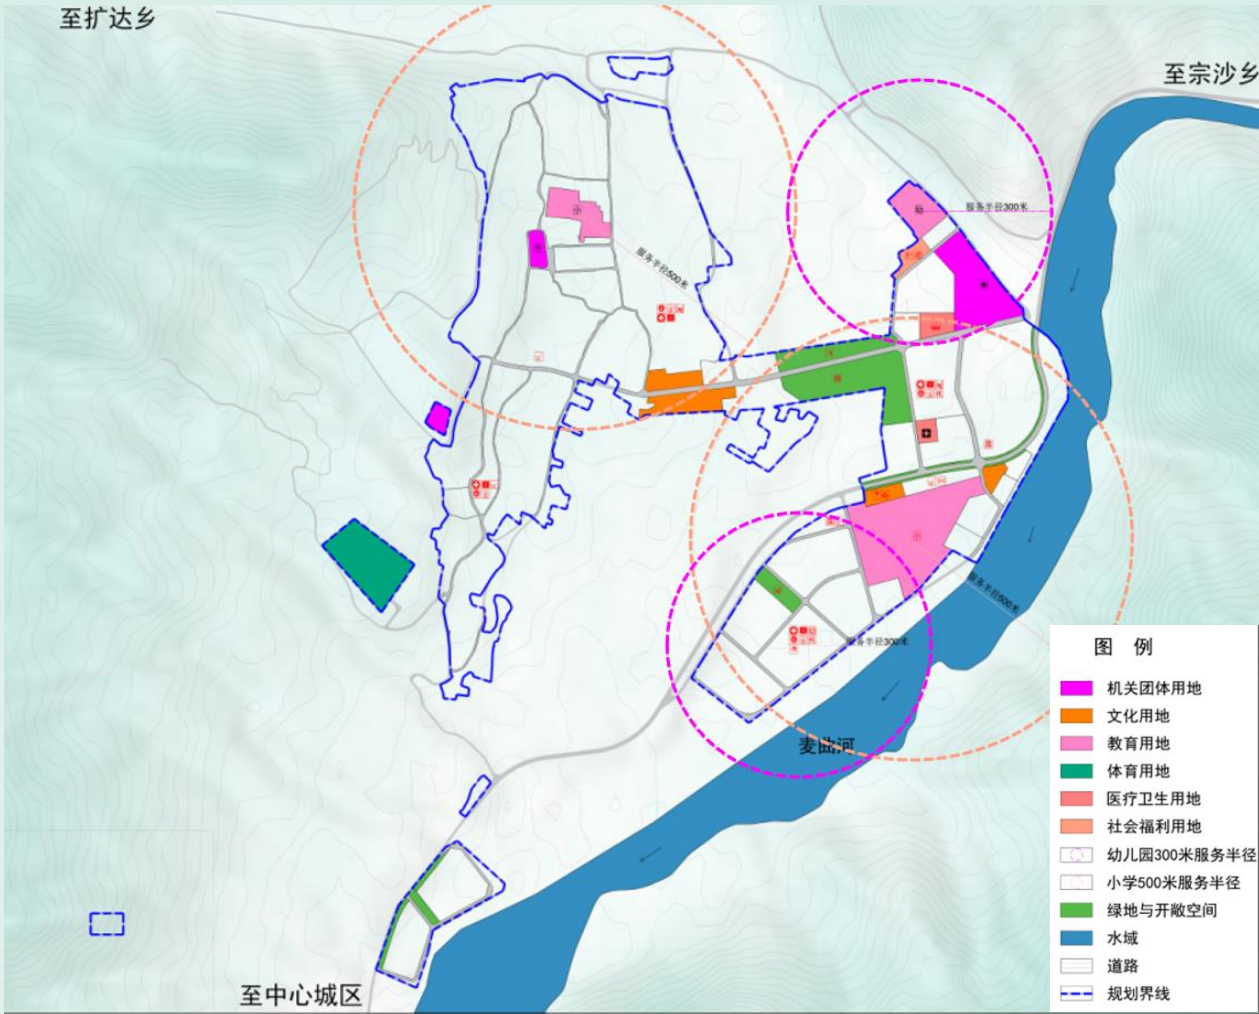 至扩达乡
至宗沙乡
服务半径300米
幼
小
服务半径500米
小
服务半径500米
服务半径300米
麦曲河
至中心城区
图 例
机关团体用地
文化用地
教育用地
体育用地
医疗卫生用地
社会福利用地
幼儿园300米服务半径
小学500米服务半径
绿地与开敞空间
水域
道路
规划界线